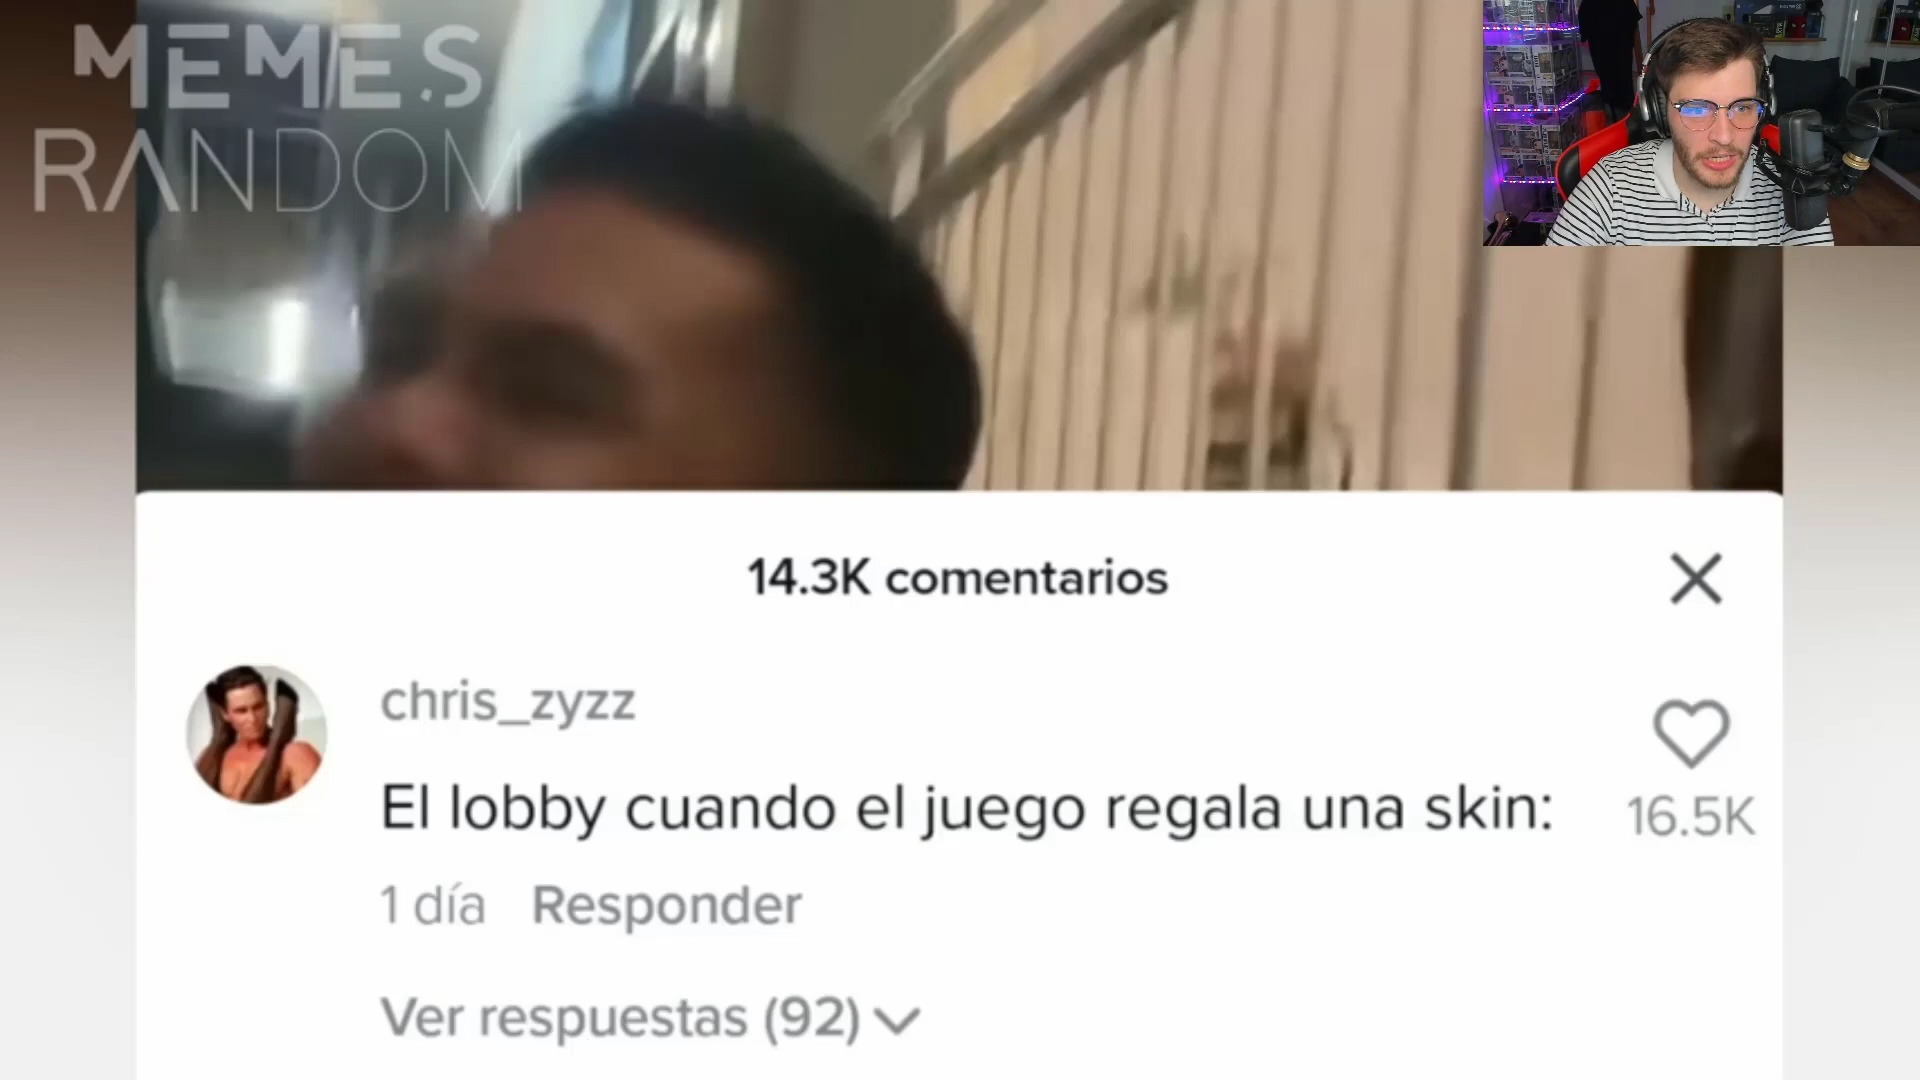 MEMES
RANDOM
14.3K comentarios
chris_zyzz
El lobby cuando el juego regala una skin:
16.5K
1 día Responder
Ver respuestas (92)